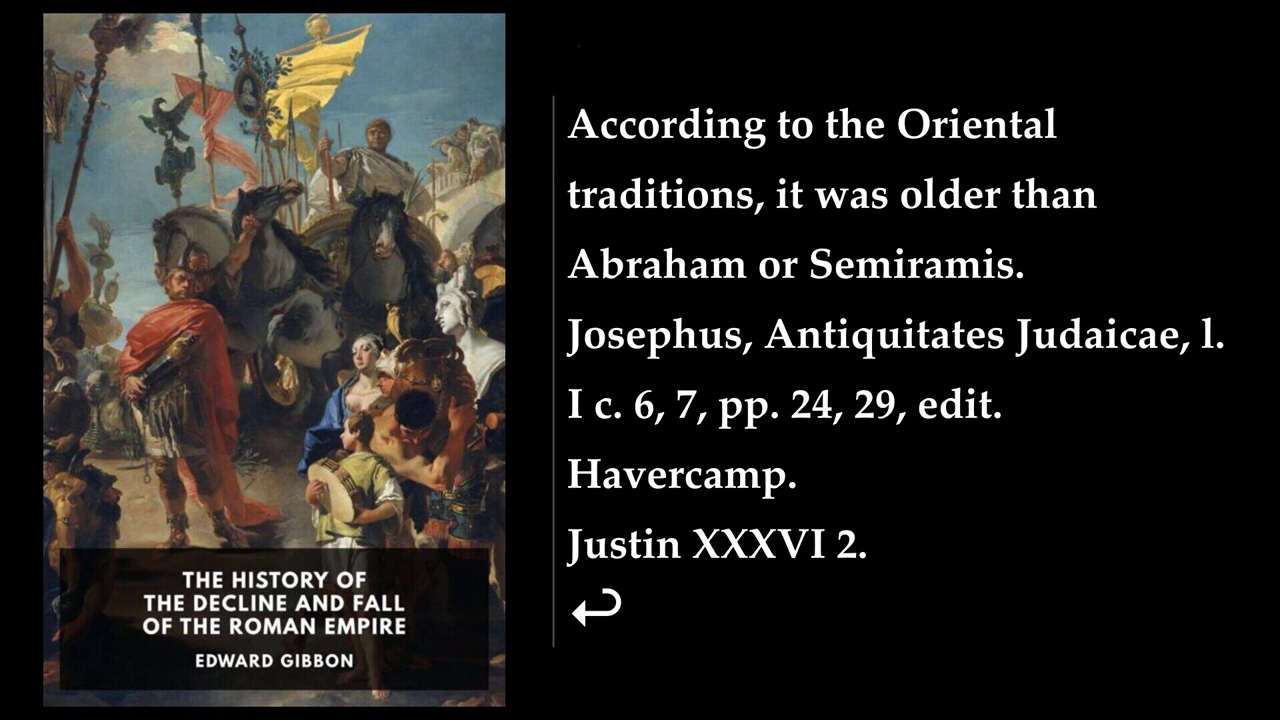 THE HISTORY OF
THE DECLINE AND FALL
OF THE ROMAN EMPIRE
EDWARD GIBBON
According to the Oriental
traditions, it was older than
Abraham or Semiramis.
Josephus, Antiquitates Judaicae, l.
I c. 6, 7, pp. 24, 29, edit.
Havercamp.
Justin XXXVI 2.
↩